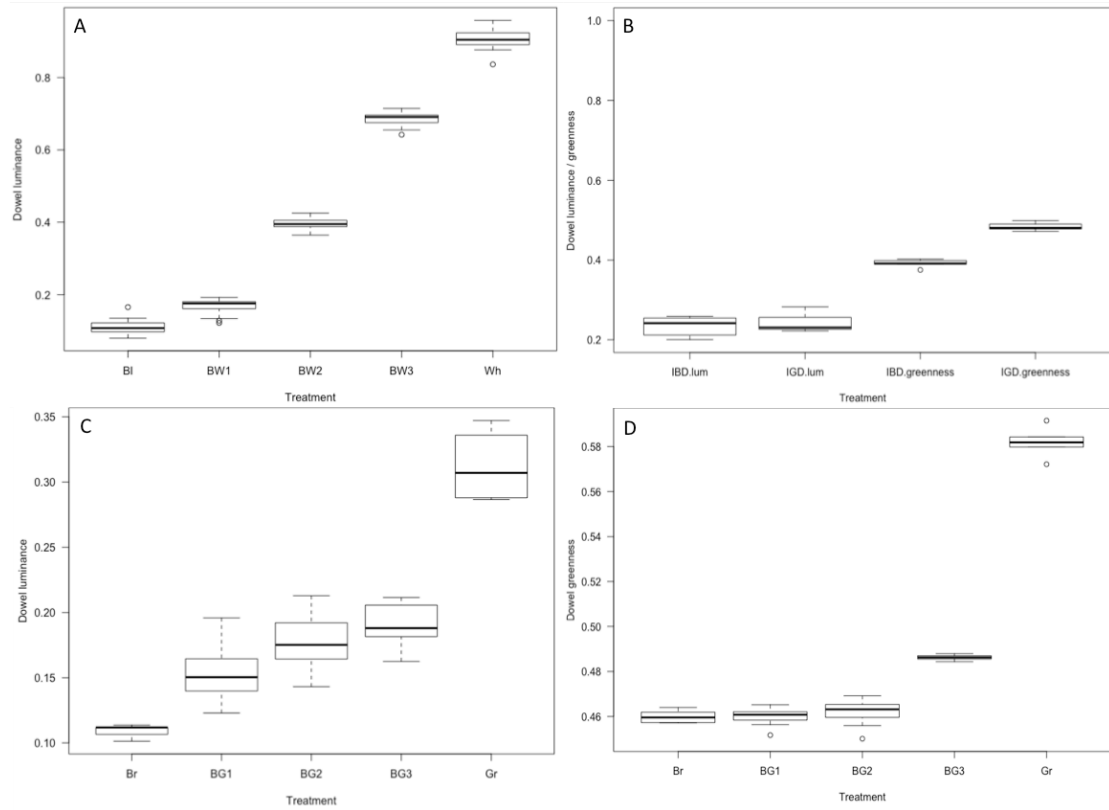 A
Dowel luminance
0.8
0.6
0.4
0.2
Bl BW1 BW2 BW3 Wh
Treatment
B
Dowel luminance / greenness
1.0
0.8
0.6
0.4
0.2
IBD.lum IGD.lum IBD.greenness IGD.greenness
Treatment
C
Dowel luminance
0.35
0.30
0.25
0.20
0.15
0.10
Br BG1 BG2 BG3 Gr
Treatment
D
Dowel greenness
0.58
0.56
0.54
0.52
0.50
0.48
0.46
Br BG1 BG2 BG3 Gr
Treatment